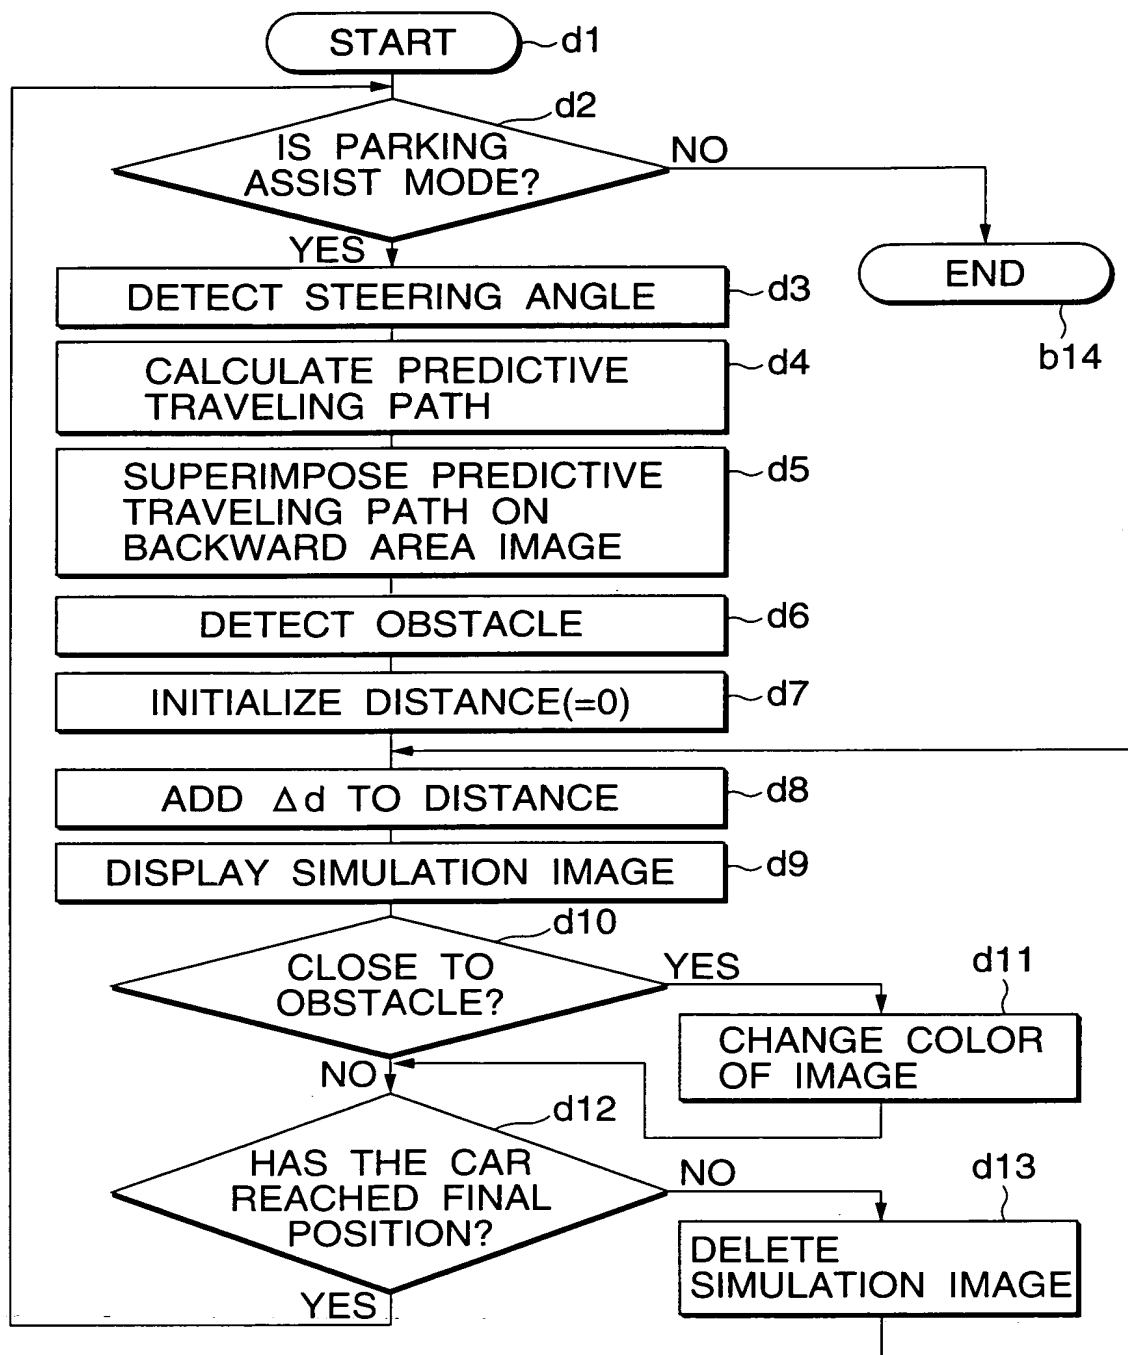 START
d1
d2
IS PARKING
ASSIST MODE?
NO
YES
END
b14
DETECT STEERING ANGLE
d3
CALCULATE PREDICTIVE
TRAVELING PATH
d4
SUPERIMPOSE PREDICTIVE
TRAVELING PATH ON
BACKWARD AREA IMAGE
d5
DETECT OBSTACLE
d6
INITIALIZE DISTANCE(=0)
d7
ADD Δd TO DISTANCE
d8
DISPLAY SIMULATION IMAGE
d9
d10
CLOSE TO
OBSTACLE?
YES
d11
CHANGE COLOR
OF IMAGE
NO
d12
HAS THE CAR
REACHED FINAL
POSITION?
NO
d13
DELETE
SIMULATION IMAGE
YES